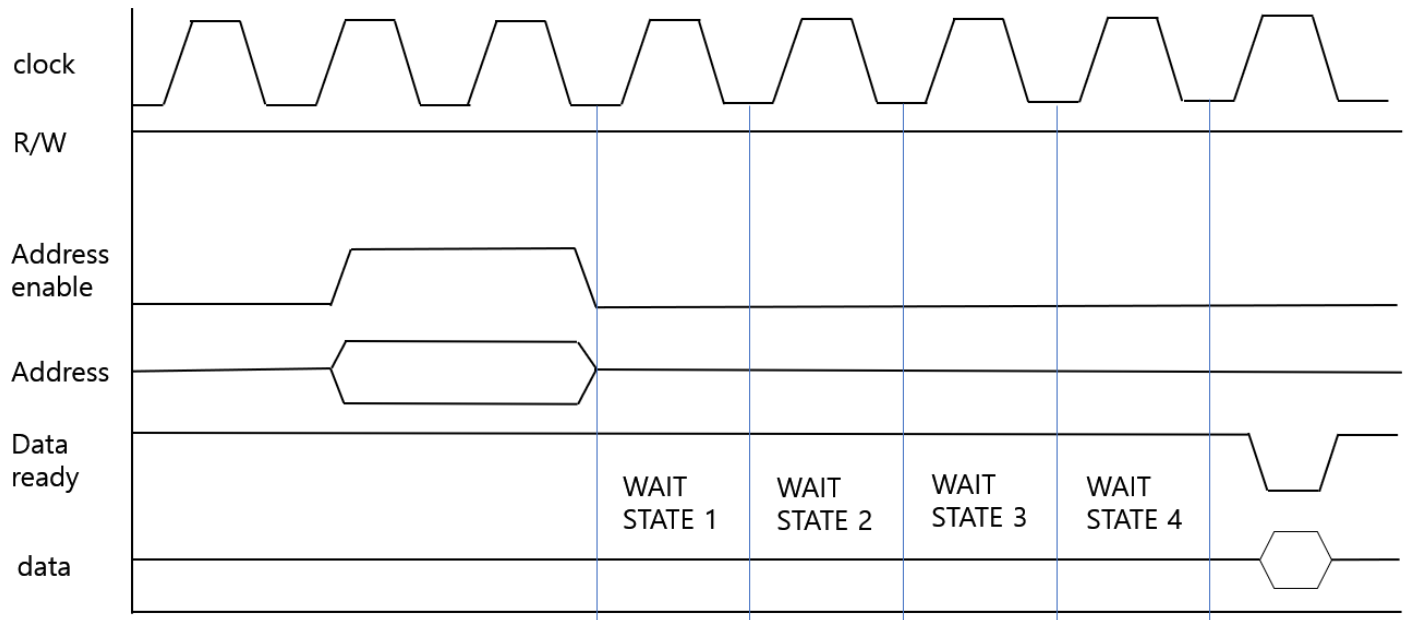 clock
R/W
Address
enable
Address
Data
ready
WAIT
STATE 1
WAIT
STATE 2
WAIT
STATE 3
WAIT
STATE 4
data